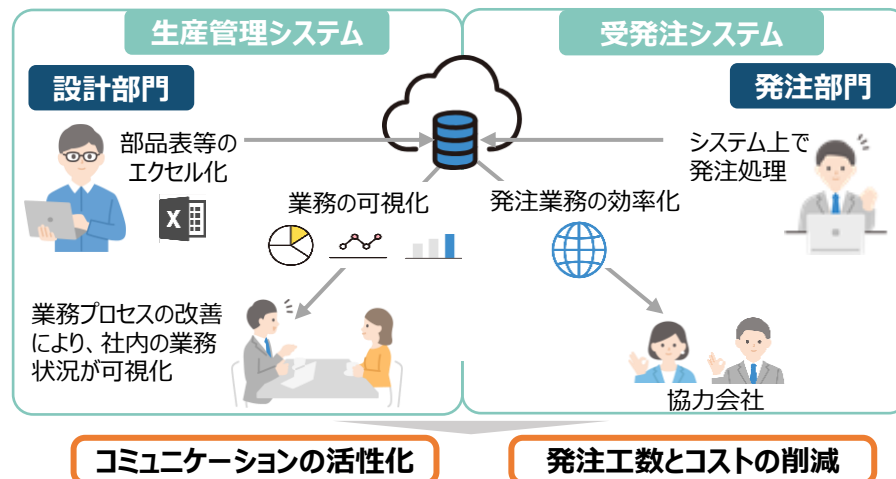 生産管理システム
受発注システム
設計部門
発注部門
部品表等の
エクセル化
X
システム上で
発注処理
業務の可視化
発注業務の効率化
業務プロセスの改善
により、社内の業務
状況が可視化
協力会社
コミュニケーションの活性化
発注工数とコストの削減